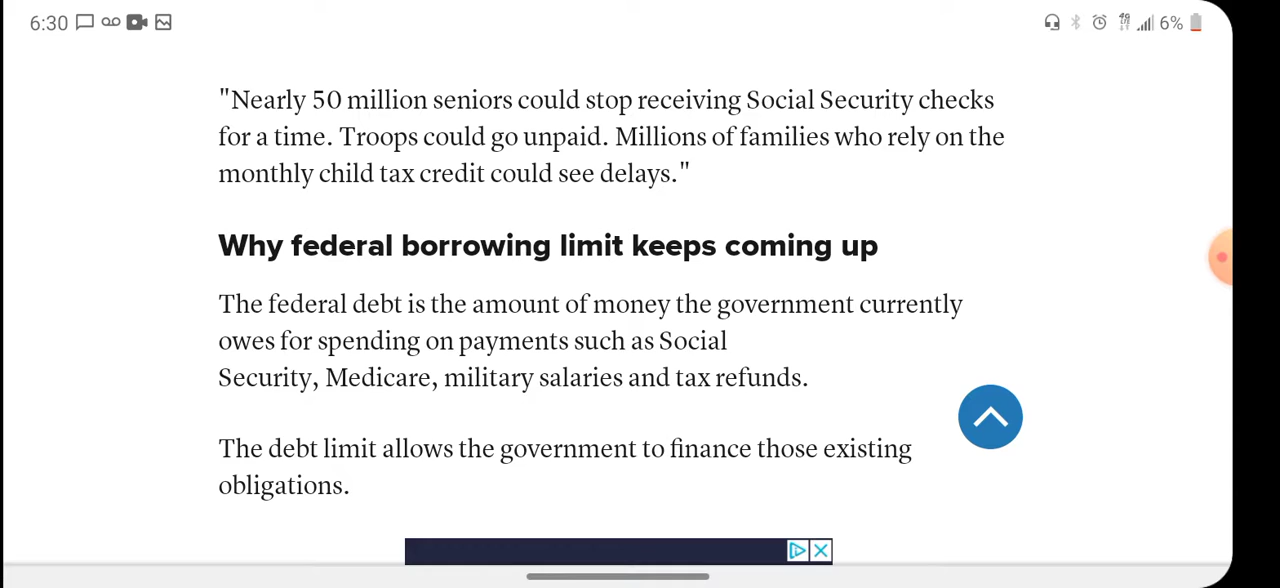 6:30
4G
6%
"Nearly 50 million seniors could stop receiving Social Security checks
for a time. Troops could go unpaid. Millions of families who rely on the
monthly child tax credit could see delays."
Why federal borrowing limit keeps coming up
The federal debt is the amount of money the government currently
owes for spending on payments such as Social
Security, Medicare, military salaries and tax refunds.
The debt limit allows the government to finance those existing
obligations.